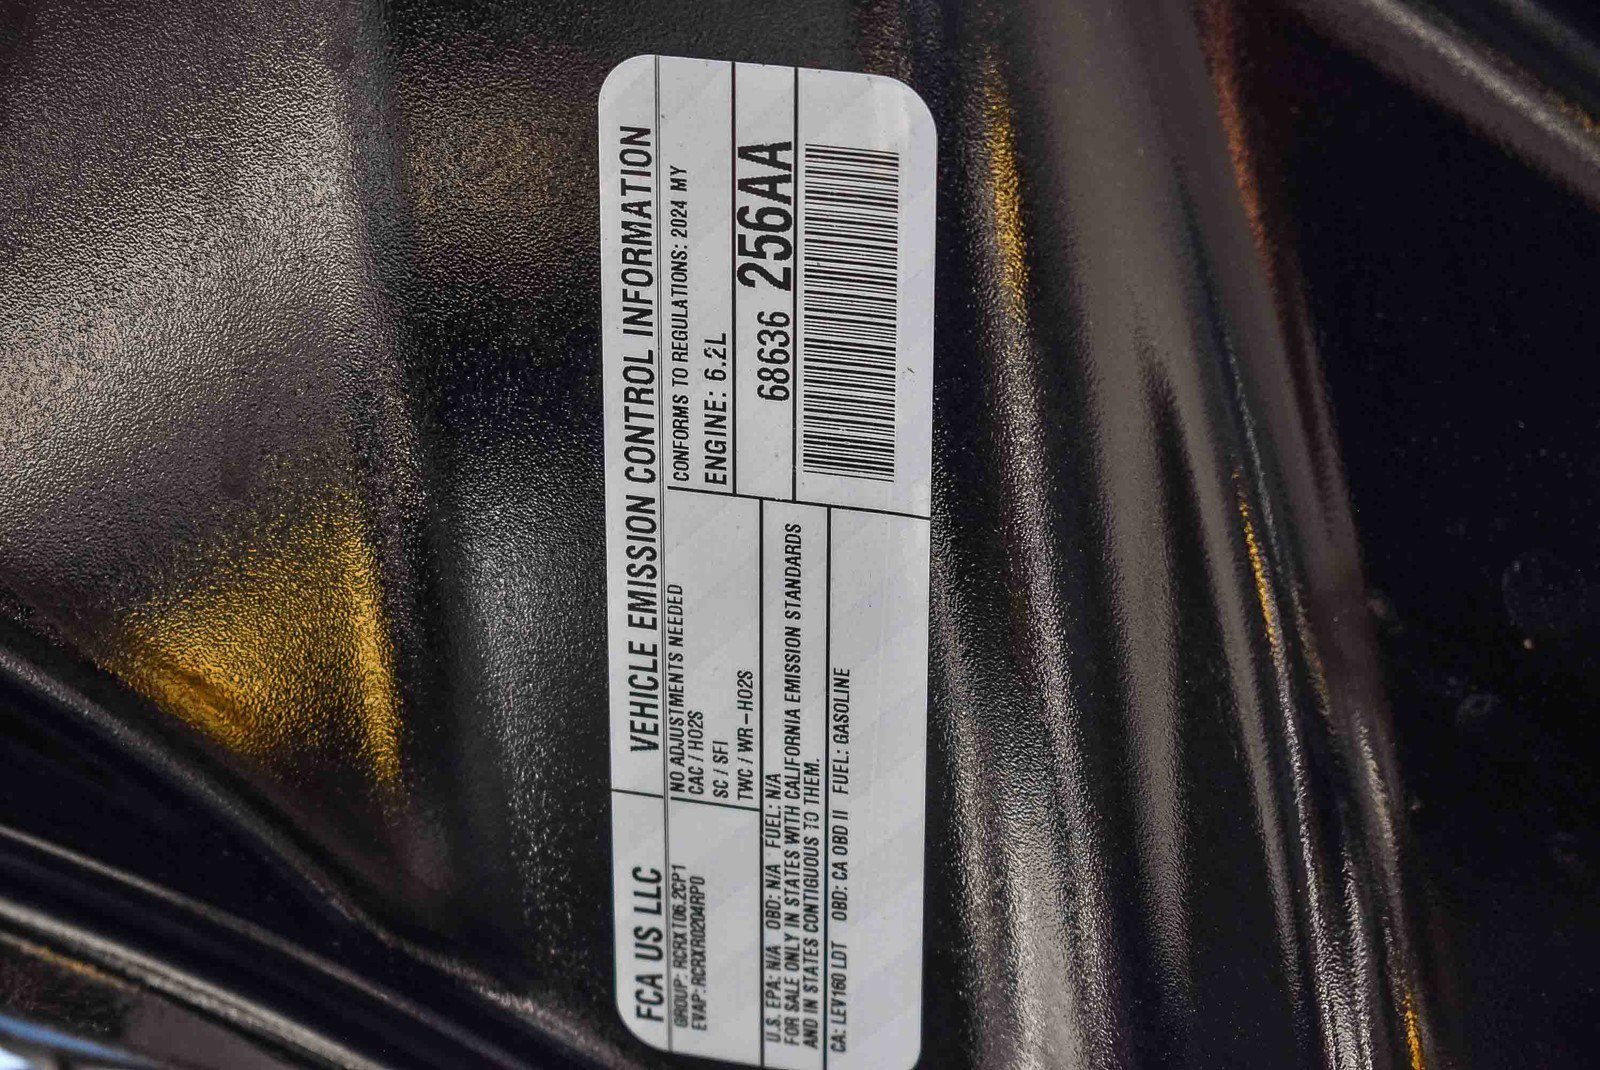 FCA US LLC
VEHICLE EMISSION CONTROL INFORMATION
GROUP: RCRXT06.2CP1
EVAP: RCRXR0204RP0
NO ADJUSTMENTS NEEDED
CAC / HO2S
SC / SFI
TWC / WR-HO2S
CONFORMS TO REGULATIONS: 2024 MY
ENGINE: 6.2L
68636 256AA
U.S. EPA: N/A OBD: N/A FUEL: N/A
FOR SALE ONLY IN STATES WITH CALIFORNIA EMISSION STANDARDS
AND IN STATES CONTIGUOUS TO THEM.
CA: LEV160 LDT OBD: CA OBD II FUEL: GASOLINE